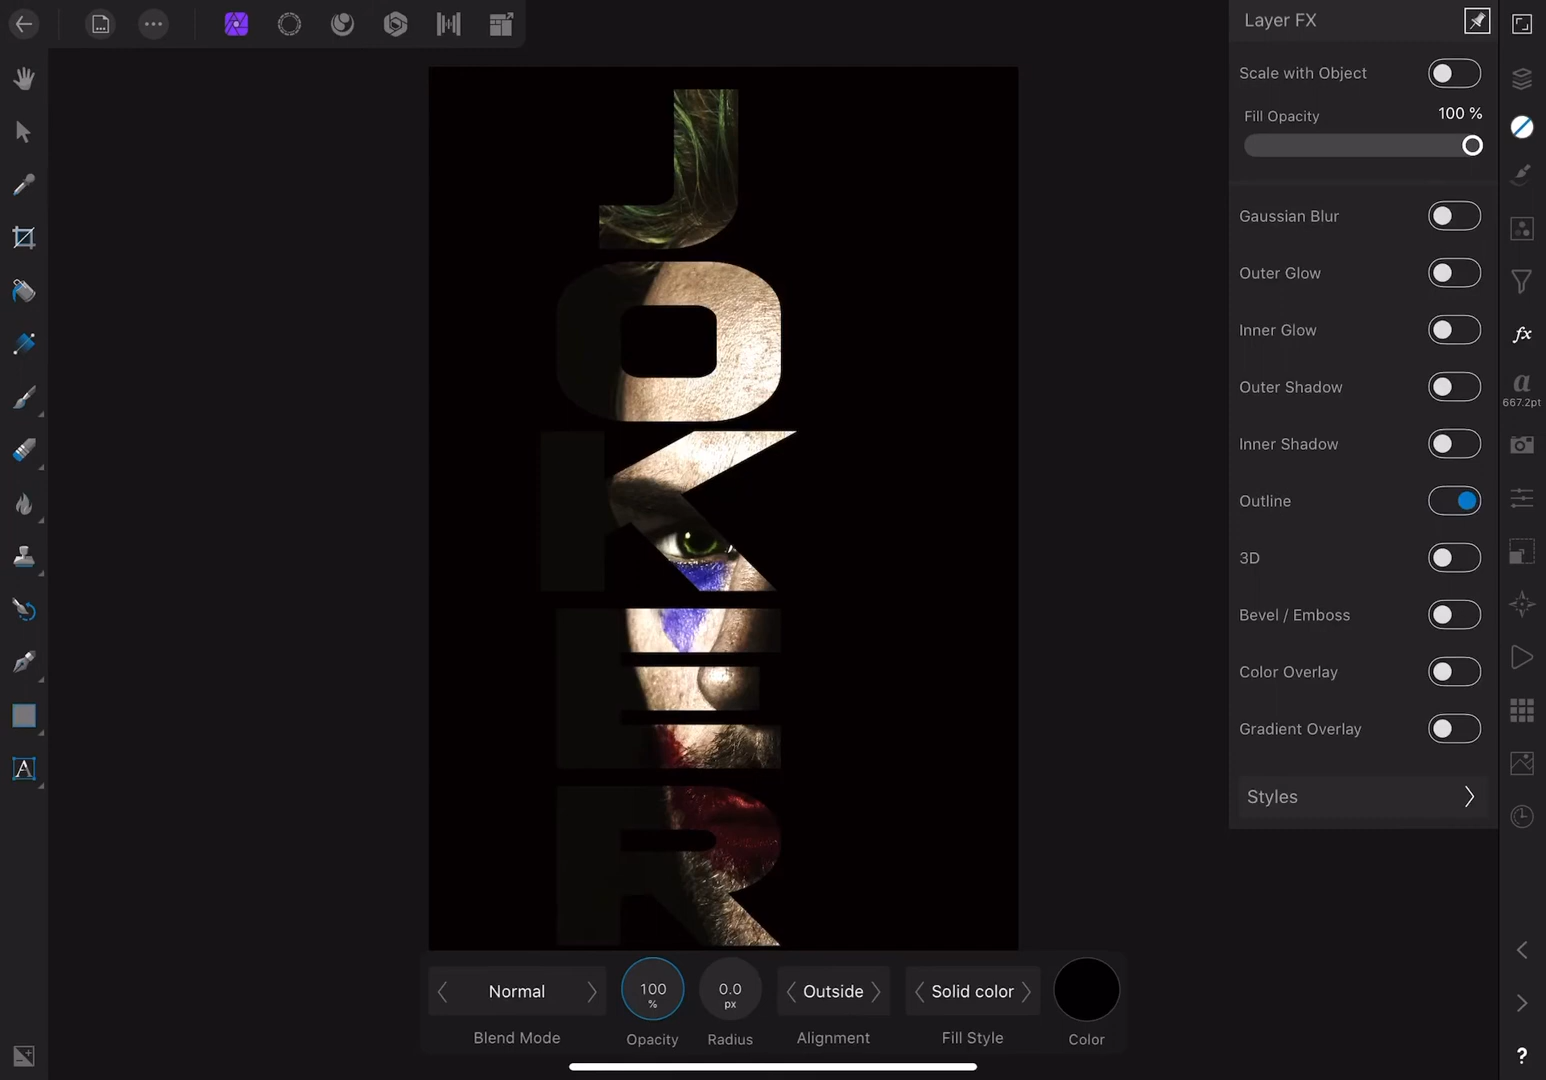 Layer FX
Scale with Object
Fill Opacity 100 %
Gaussian Blur
Outer Glow
Inner Glow
Outer Shadow
Inner Shadow
Outline
3D
Bevel / Emboss
Color Overlay
Gradient Overlay
Styles
fx
a
667.2pt
?
A
J
O
K
E
R
Normal
Blend Mode
100
%
Opacity
0.0
px
Radius
Outside
Alignment
Solid color
Fill Style
Color